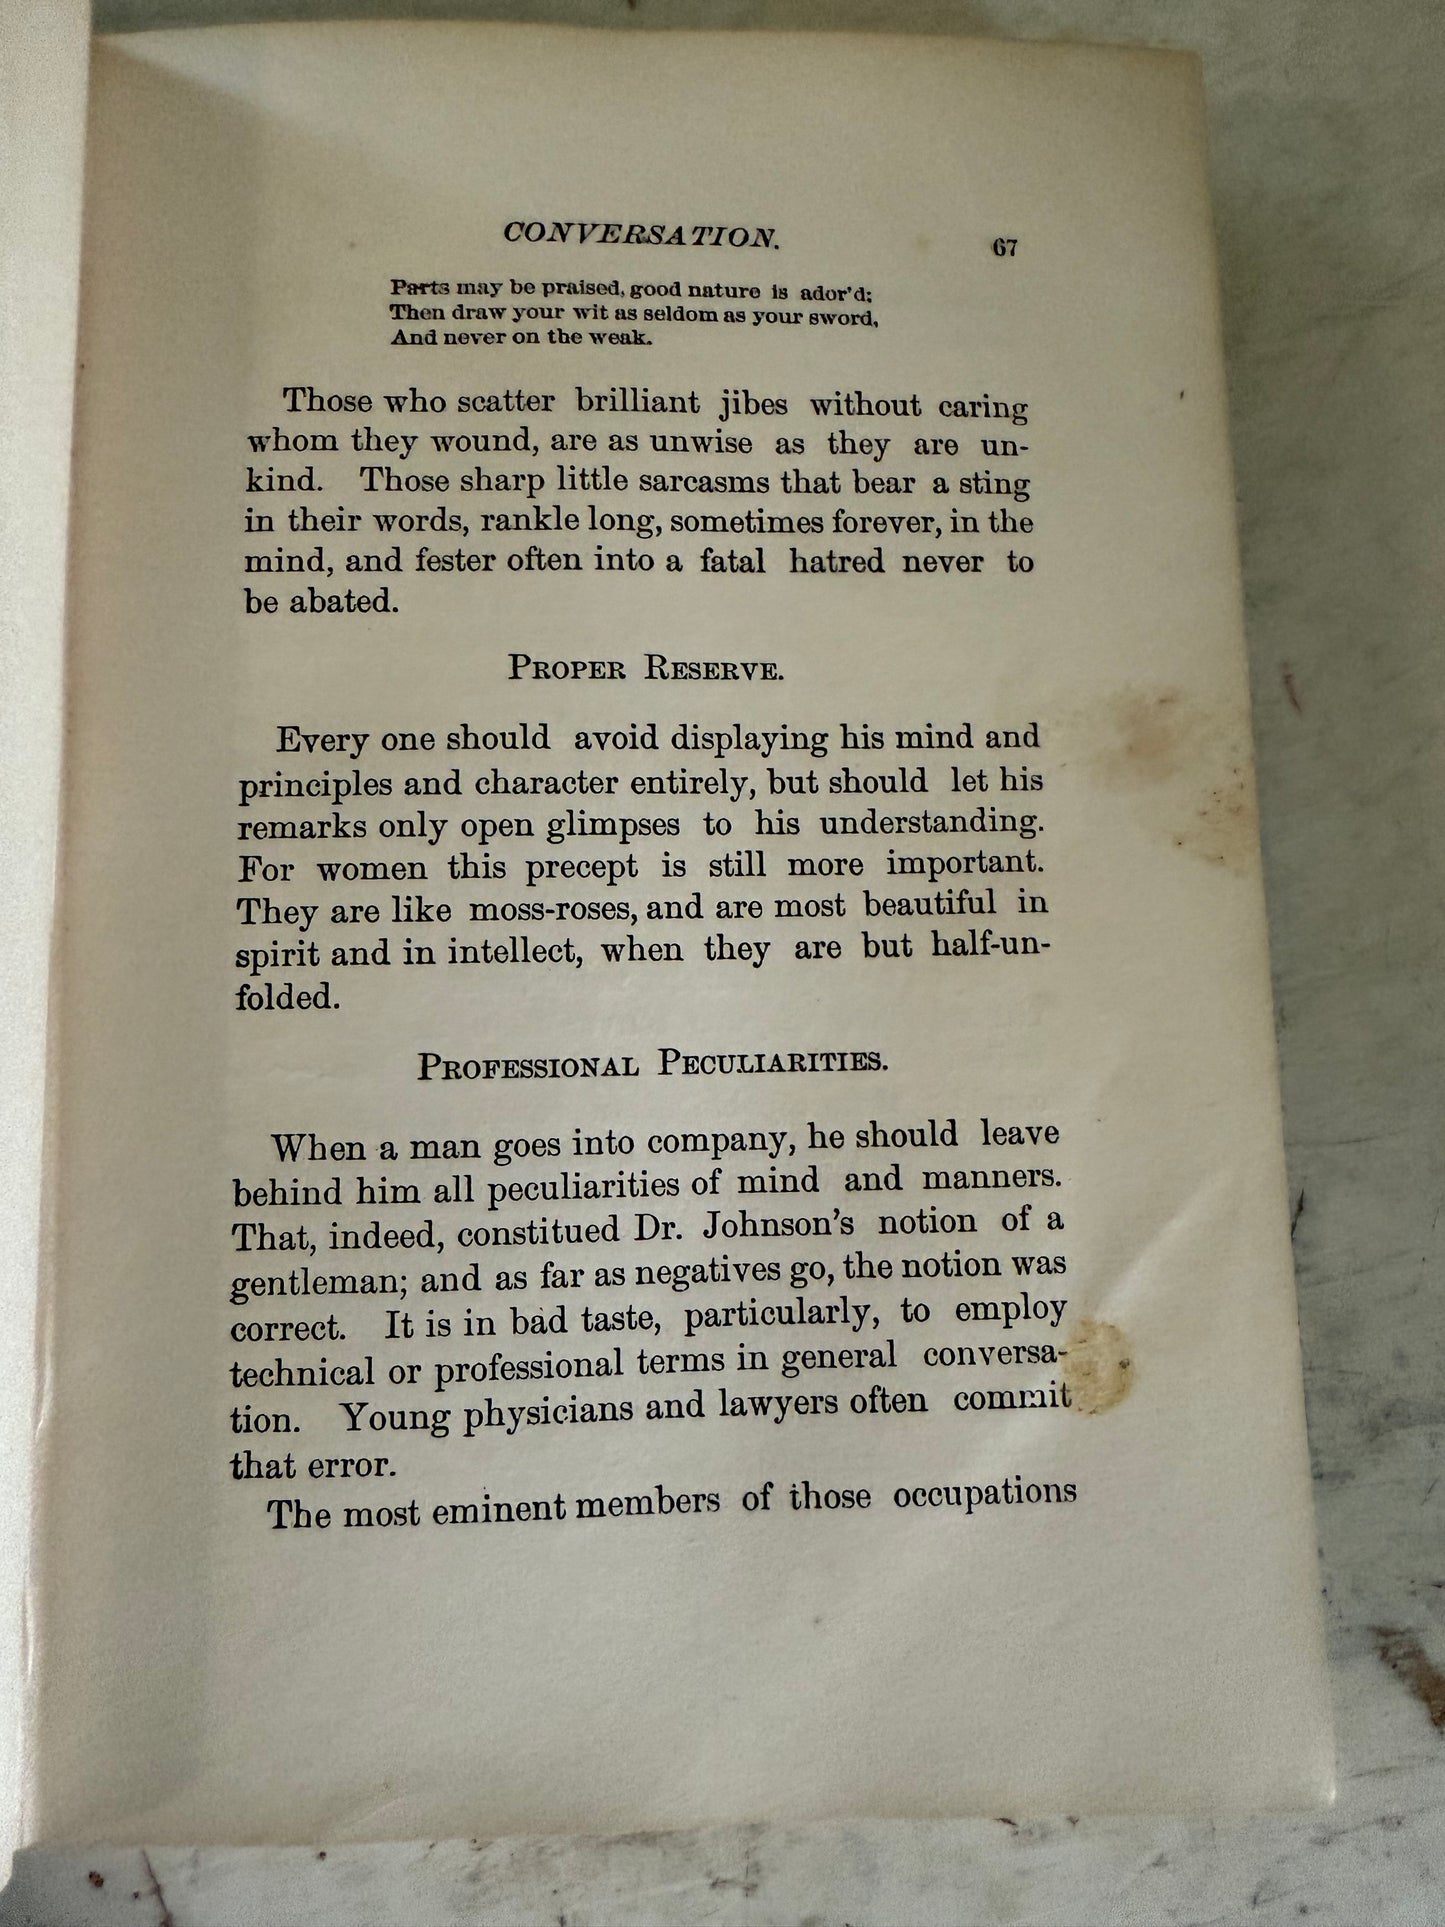 CONVERSATION. 67
Parts may be praised, good nature is ador'd;
Then draw your wit as seldom as your sword,
And never on the weak.
Those who scatter brilliant jibes without caring
whom they wound, are as unwise as they are un-
kind. Those sharp little sarcasms that bear a sting
in their words, rankle long, sometimes forever, in the
mind, and fester often into a fatal hatred never to
be abated.
PROPER RESERVE.
Every one should avoid displaying his mind and
principles and character entirely, but should let his
remarks only open glimpses to his understanding.
For women this precept is still more important.
They are like moss-roses, and are most beautiful in
spirit and in intellect, when they are but half-un-
folded.
PROFESSIONAL PECULIARITIES.
When a man goes into company, he should leave
behind him all peculiarities of mind and manners.
That, indeed, constitued Dr. Johnson's notion of a
gentleman; and as far as negatives go, the notion was
correct. It is in bad taste, particularly, to employ
technical or professional terms in general conversa-
tion. Young physicians and lawyers often commit
that error.
The most eminent members of those occupations